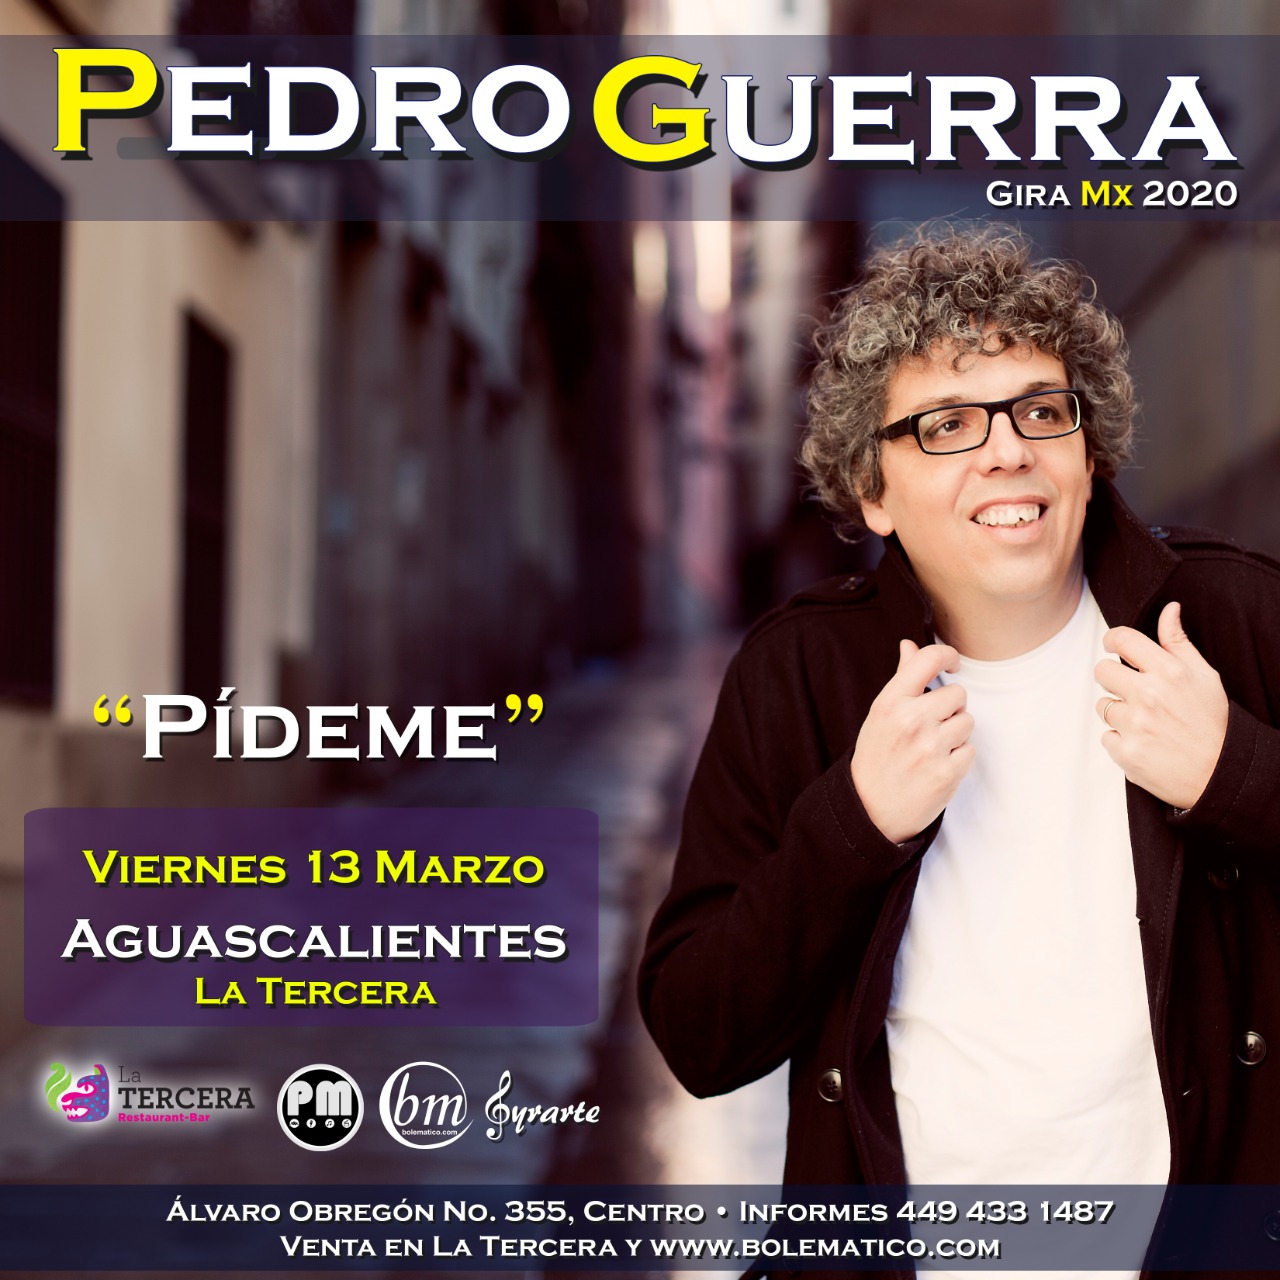 PEDRO GUERRA
GIRA MX 2020
“PÍDEME”
VIERNES 13 MARZO
AGUASCALIENTES
LA TERCERA
La
TERCERA
Restaurant-Bar
PM
bm
bolematico.com
Gyrarte
ÁLVARO OBREGÓN NO. 355, CENTRO • INFORMES 449 433 1487
VENTA EN LA TERCERA Y WWW.BOLEMATICO.COM